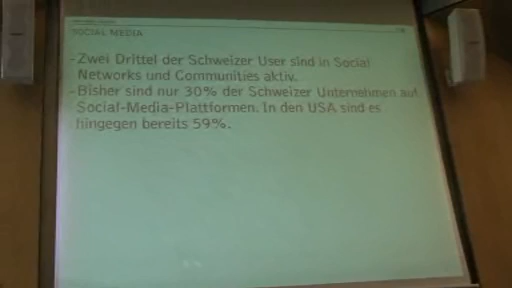 SOCIAL MEDIA
- Zwei Drittel der Schweizer User sind in Social
Networks und Communities aktiv.
- Bisher sind nur 30% der Schweizer Unternehmen auf
Social-Media-Plattformen. In den USA sind es
hingegen bereits 59%.